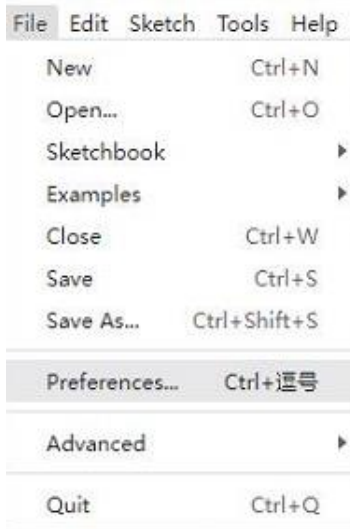 File Edit Sketch Tools Help
New Ctrl+N
Open... Ctrl+O
Sketchbook
Examples
Close Ctrl+W
Save Ctrl+S
Save As... Ctrl+Shift+S
Preferences... Ctrl+逗号
Advanced
Quit Ctrl+Q